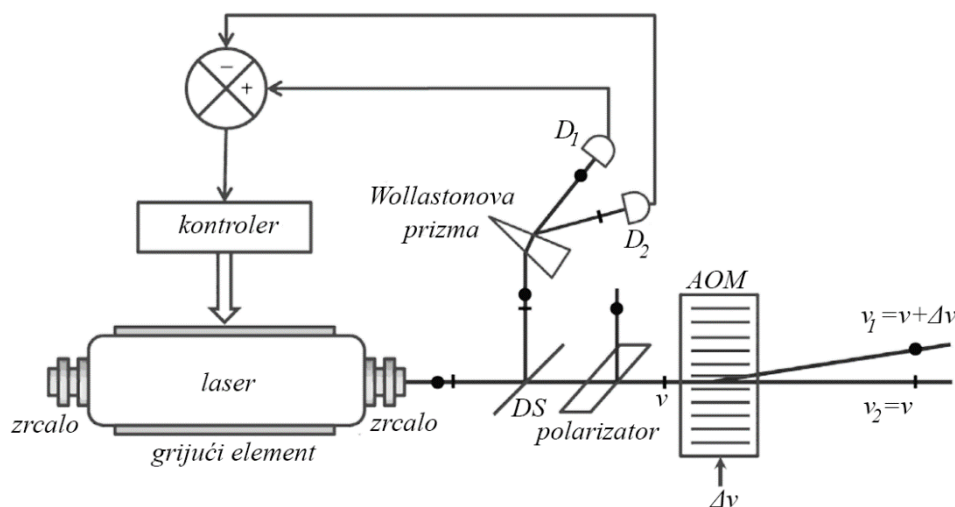 −
+
D₁
Wollastonova
prizma
D₂
kontroler
AOM
ν₁=ν+Δν
laser
DS
ν
ν₂=ν
zrcalo
zrcalo
polarizator
grijući element
Δν